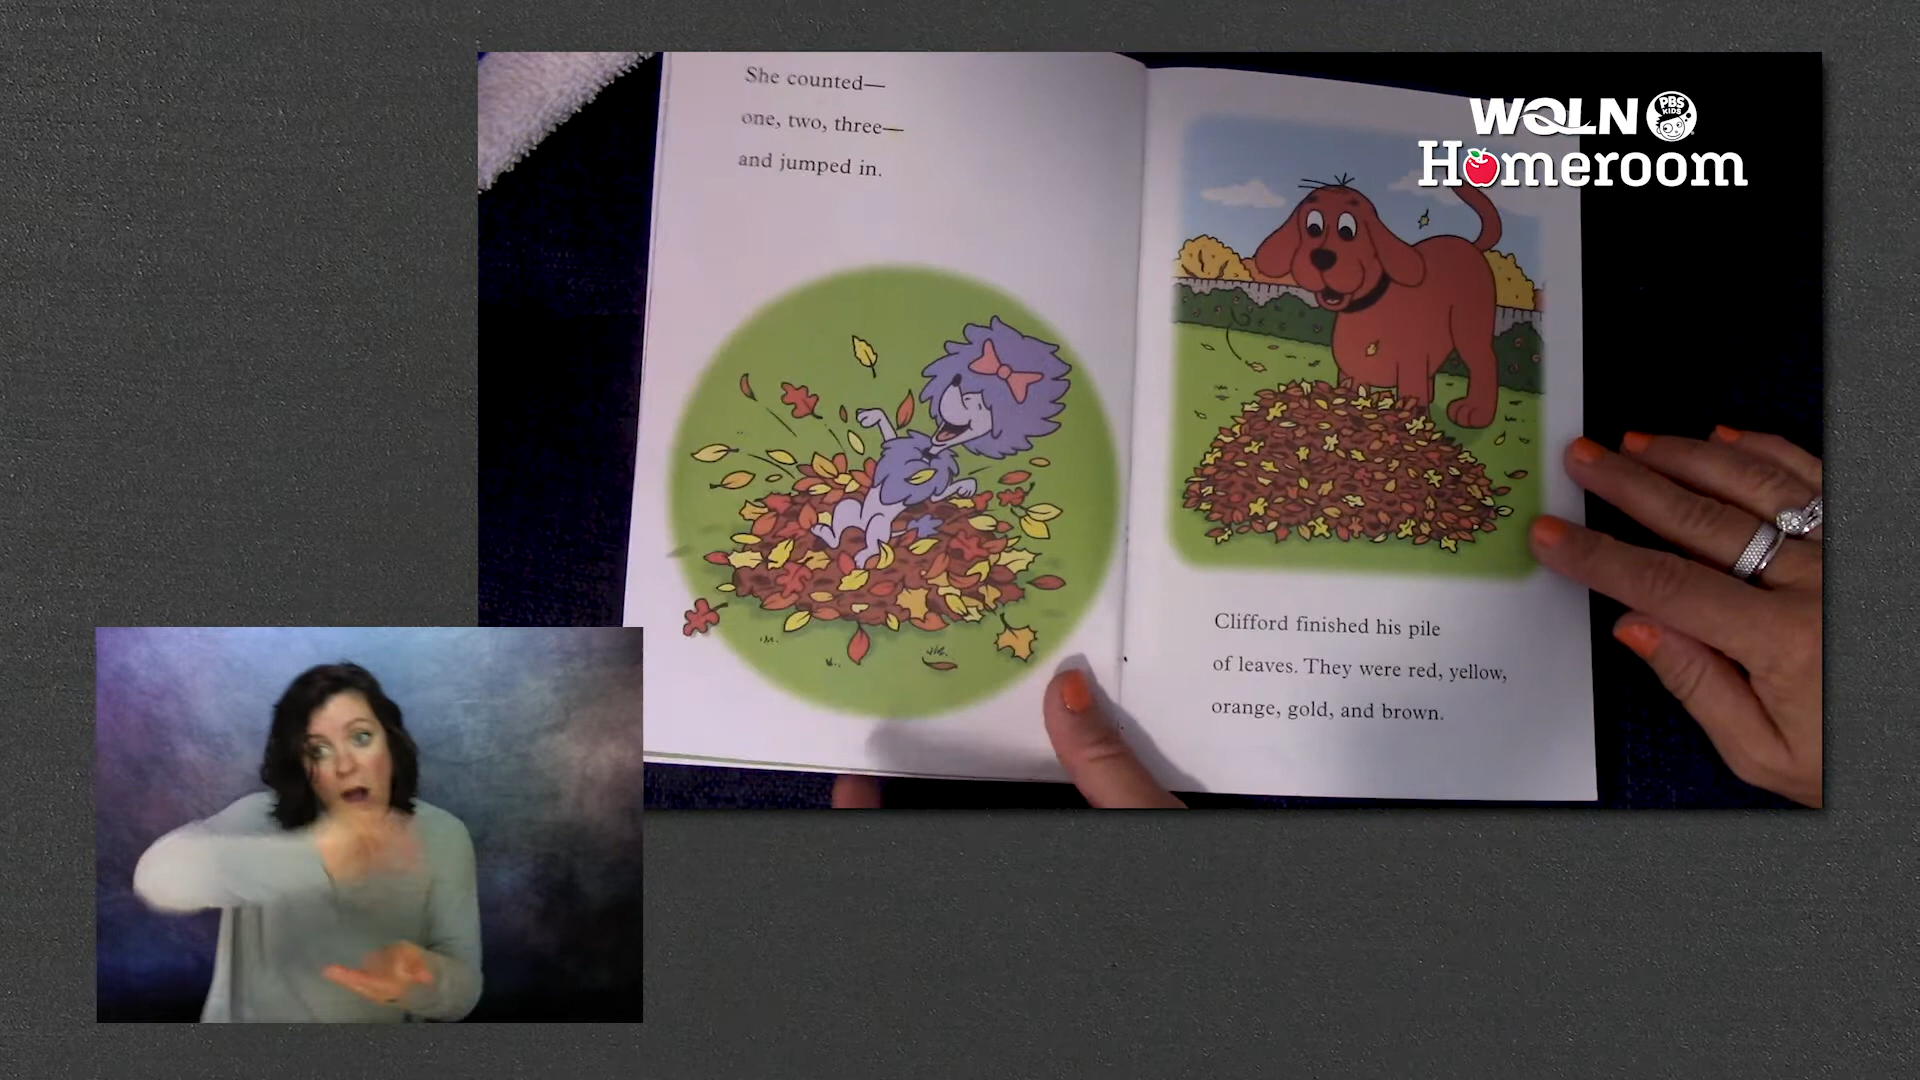 She counted—
one, two, three—
and jumped in.
WQLN PBS KIDS
Homeroom
Clifford finished his pile
of leaves. They were red, yellow,
orange, gold, and brown.